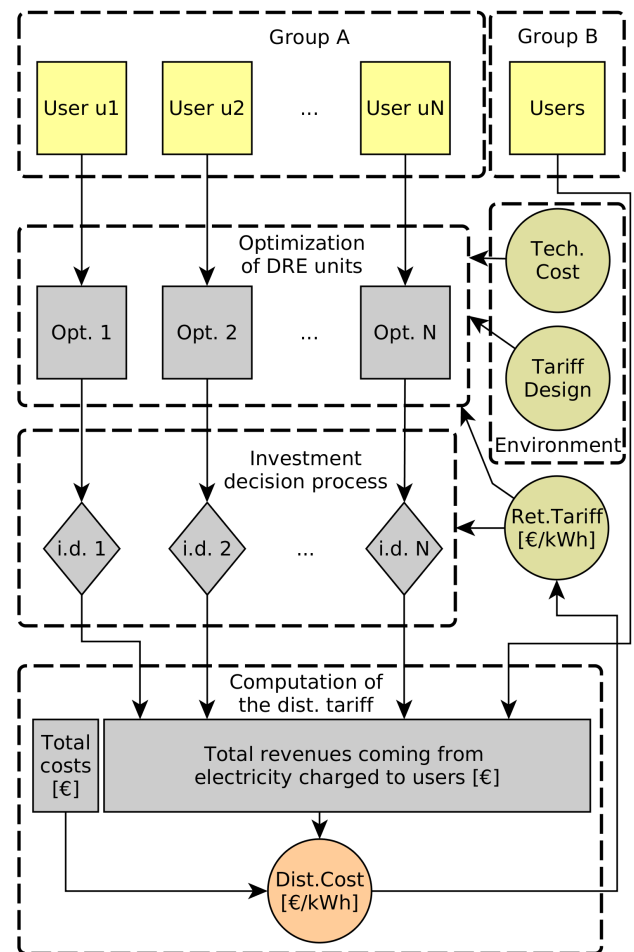 Group A
Group B
User u1
User u2
...
User uN
Users
Optimization
of DRE units
Tech.
Cost
Opt. 1
Opt. 2
...
Opt. N
Tariff
Design
Environment
Investment
decision process
Ret.Tariff
[€/kWh]
i.d. 1
i.d. 2
...
i.d. N
Computation of
the dist. tariff
Total
costs
[€]
Total revenues coming from
electricity charged to users [€]
Dist.Cost
[€/kWh]